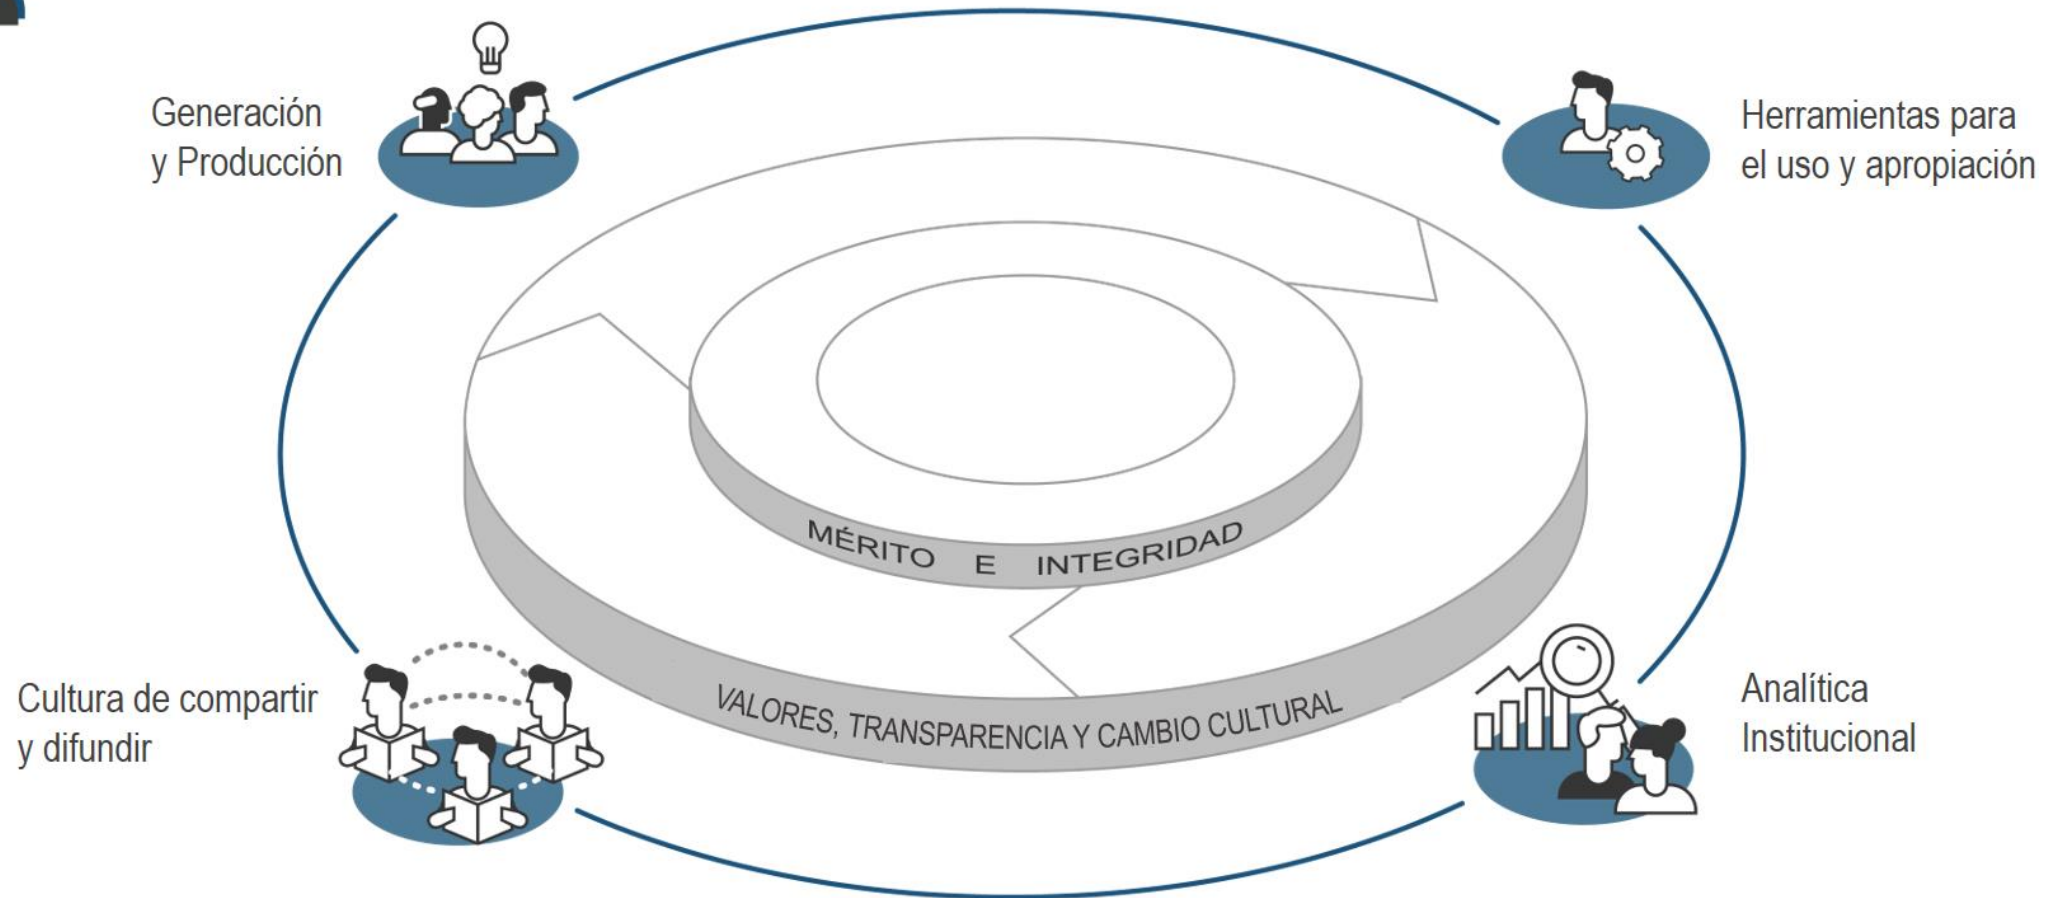 Generación
y Producción
Herramientas para
el uso y apropiación
MÉRITO E INTEGRIDAD
VALORES, TRANSPARENCIA Y CAMBIO CULTURAL
Cultura de compartir
y difundir
Analítica
Institucional